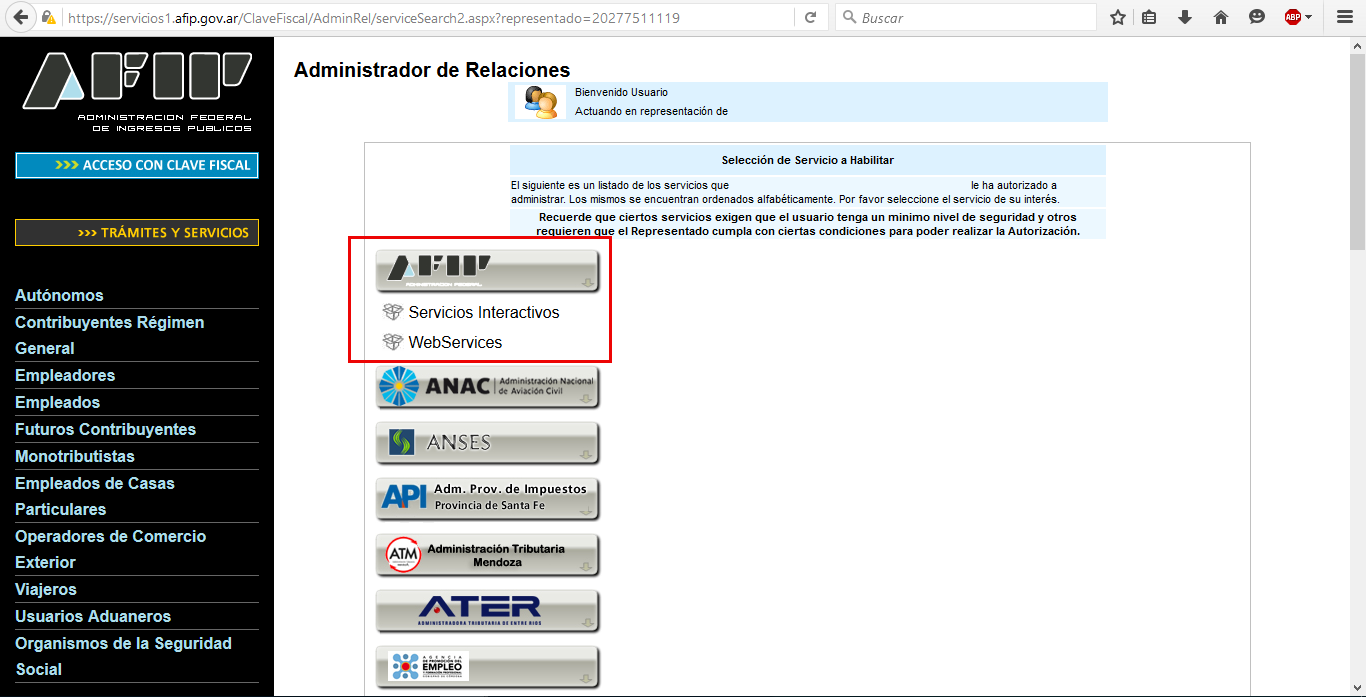 https://servicios1.afip.gov.ar/ClaveFiscal/AdminRel/serviceSearch2.aspx?representado=20277511119
Buscar
ABP
AFIP
ADMINISTRACION FEDERAL
DE INGRESOS PUBLICOS
>>> ACCESO CON CLAVE FISCAL
>>> TRÁMITES Y SERVICIOS
Autónomos
Contribuyentes Régimen
General
Empleadores
Empleados
Futuros Contribuyentes
Monotributistas
Empleados de Casas
Particulares
Operadores de Comercio
Exterior
Viajeros
Usuarios Aduaneros
Organismos de la Seguridad
Social
Administrador de Relaciones
Bienvenido Usuario
Actuando en representación de
Selección de Servicio a Habilitar
El siguiente es un listado de los servicios que le ha autorizado a
administrar. Los mismos se encuentran ordenados alfabéticamente. Por favor seleccione el servicio de su interés.
Recuerde que ciertos servicios exigen que el usuario tenga un minimo nivel de seguridad y otros
requieren que el Representado cumpla con ciertas condiciones para poder realizar la Autorización.
AFIP
ADMINISTRACION FEDERAL
Servicios Interactivos
WebServices
ANAC Administración Nacional
de Aviación Civil
ANSES
API Adm. Prov. de Impuestos
Provincia de Santa Fe
ATM Administración Tributaria
Mendoza
ATER
ADMINISTRADORA TRIBUTARIA DE ENTRE RIOS
AGENCIA
DE PROMOCIÓN DEL
EMPLEO